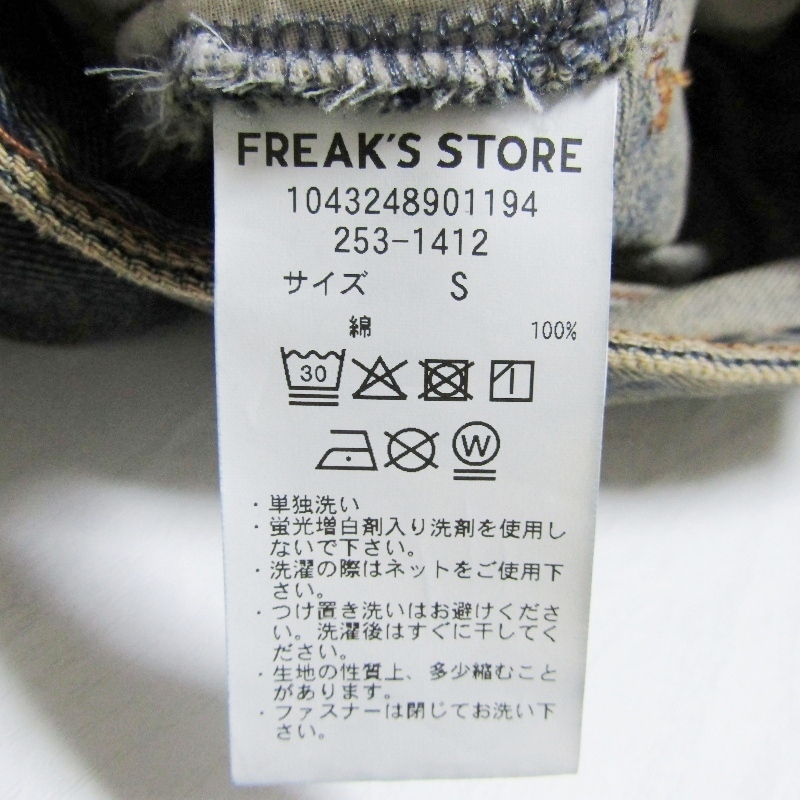 FREAK'S STORE
1043248901194
253-1412
サイズ S
綿 100%
30
W
・単独洗い
・蛍光増白剤入り洗剤を使用し
ないで下さい。
・洗濯の際はネットをご使用下
さい。
・つけ置き洗いはお避けくださ
い。洗濯後はすぐに干してく
ださい。
・生地の性質上、多少縮むこと
があります。
・ファスナーは閉じてお洗い下
さい。